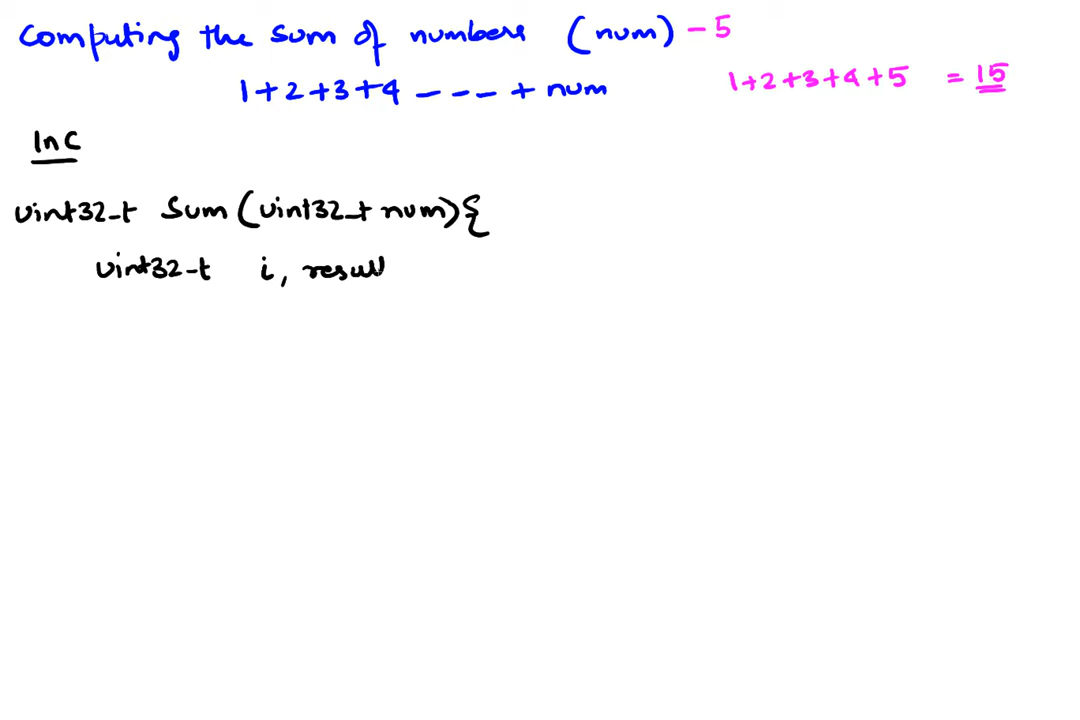 Computing the sum of numbers (num) - 5
1+2+3+4 - - - + num
1+2+3+4+5 = 15
In C
uint32_t Sum(uint32_t num){
uint32_t i, resul